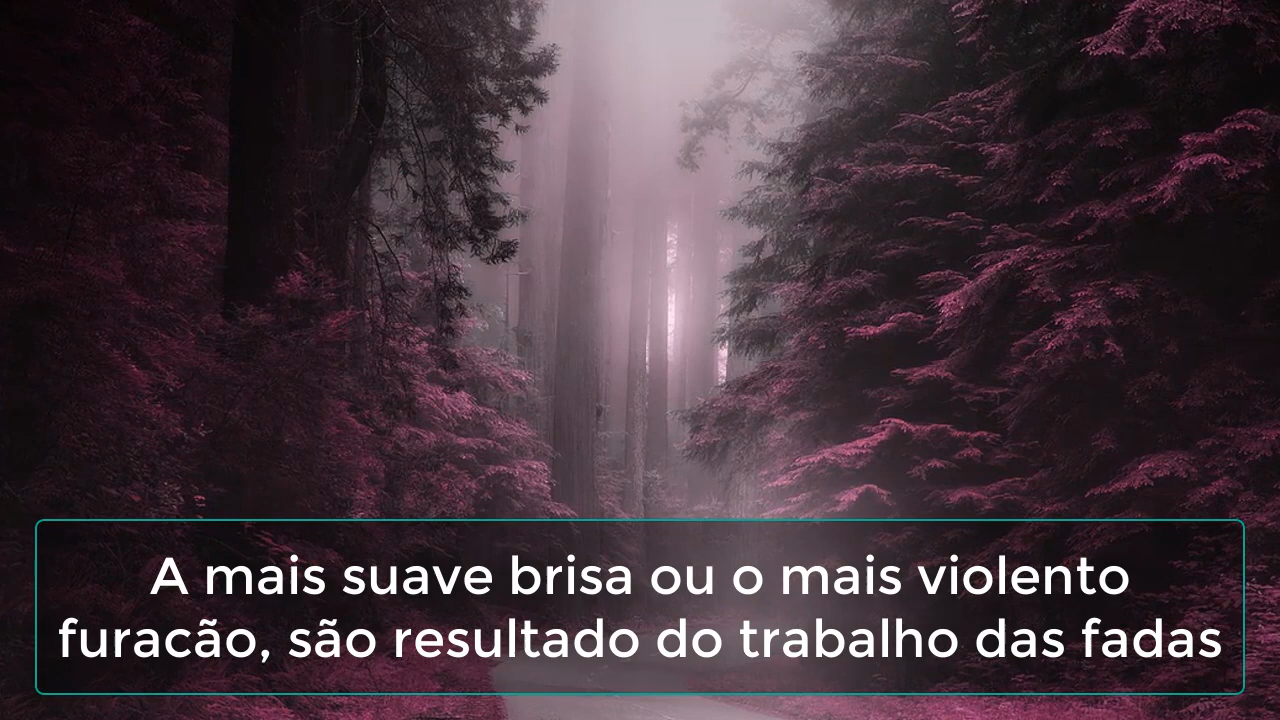 A mais suave brisa ou o mais violento
furacão, são resultado do trabalho das fadas